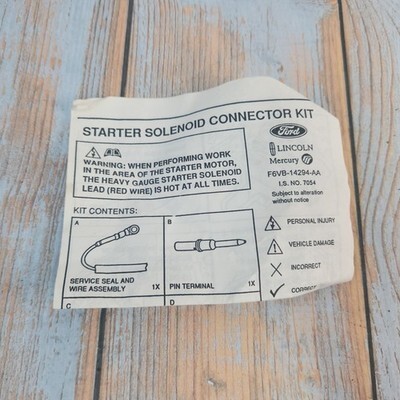 STARTER SOLENOID CONNECTOR KIT
WARNING: WHEN PERFORMING WORK
IN THE AREA OF THE STARTER MOTOR,
THE HEAVY GAUGE STARTER SOLENOID
LEAD (RED WIRE) IS HOT AT ALL TIMES.
Ford
LINCOLN
Mercury
F6VB-14294-AA
I.S. NO. 7054
Subject to alteration
without notice
KIT CONTENTS:
A
SERVICE SEAL AND
WIRE ASSEMBLY 1X
B
PIN TERMINAL 1X
C
D
PERSONAL INJURY
VEHICLE DAMAGE
INCORRECT